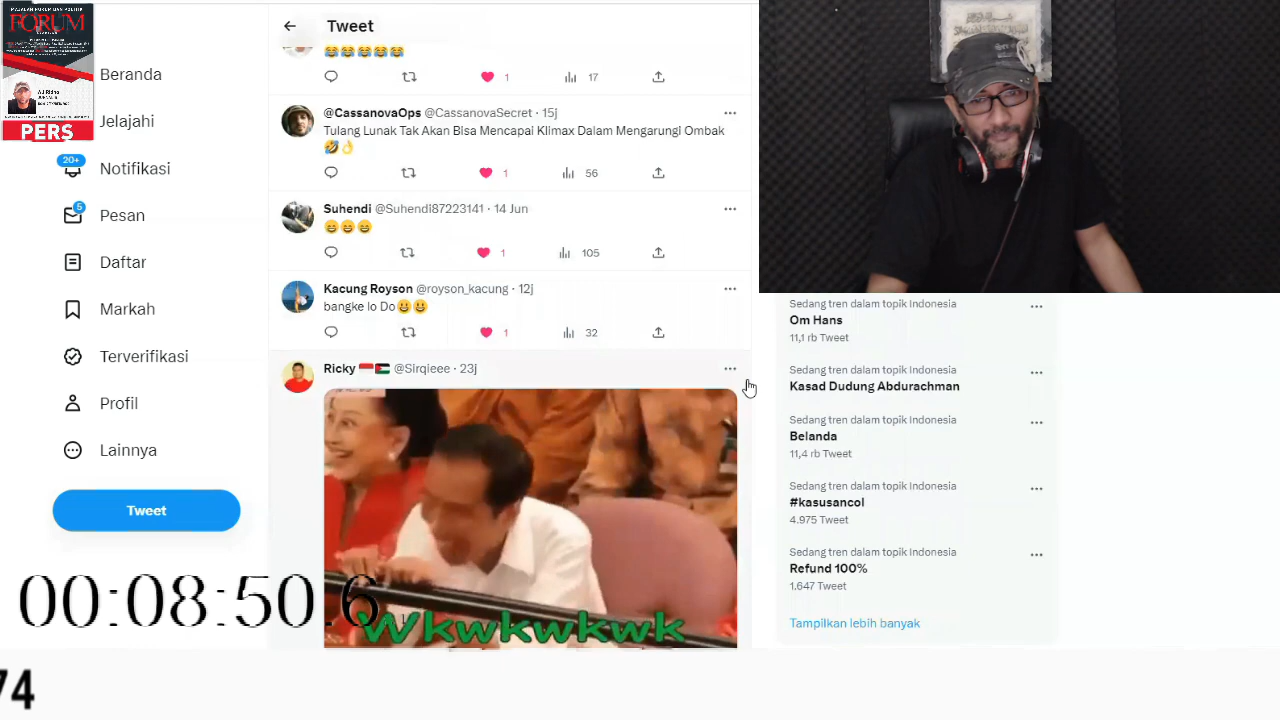 FORUM
PERS
Tweet
Beranda
Jelajahi
20+
Notifikasi
5
Pesan
Daftar
Markah
Terverifikasi
Profil
Lainnya
Tweet
😂😂😂😂😂
1 17
@CassanovaOps @CassanovaSecret · 15j
Tulang Lunak Tak Akan Bisa Mencapai Klimax Dalam Mengarungi Ombak
🤣👌
1 56
Suhendi @Suhendi87223141 · 14 Jun
😄😄😄
1 105
Kacung Royson @royson_kacung · 12j
bangke lo Do😃😃
1 32
Ricky 🇮🇩🇵🇸 @Sirqieee · 23j
Wkwkwkwk
Sedang tren dalam topik Indonesia
Om Hans
11,1 rb Tweet
Sedang tren dalam topik Indonesia
Kasad Dudung Abdurachman
Sedang tren dalam topik Indonesia
Belanda
11,4 rb Tweet
Sedang tren dalam topik Indonesia
#kasusancol
4.975 Tweet
Sedang tren dalam topik Indonesia
Refund 100%
1.647 Tweet
Tampilkan lebih banyak
00:08:50.6
74